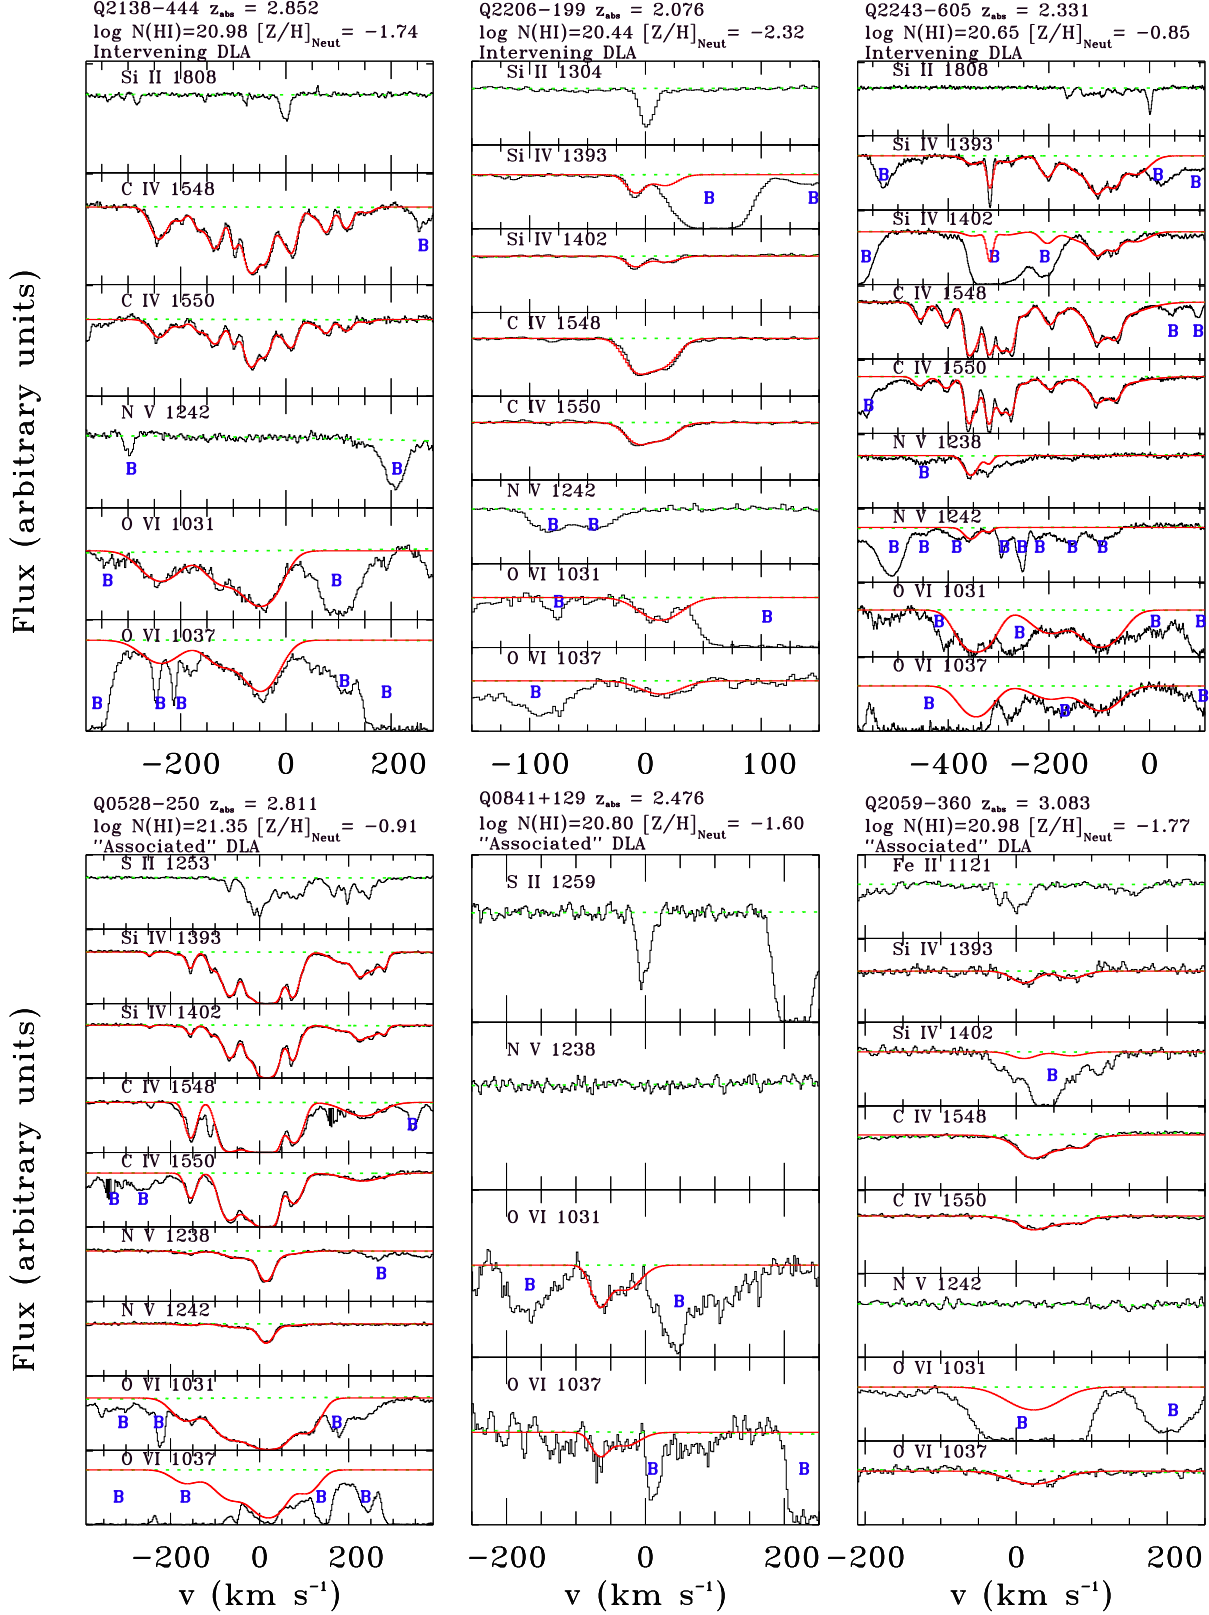 Q2138−444 z_abs = 2.852
log N(HI)=20.98 [Z/H]_Neut= −1.74
Intervening DLA
Si II 1808
C IV 1548
B
C IV 1550
N V 1242
B B
O VI 1031
B B
O VI 1037
B B B B B
−200 0 200
Q2206−199 z_abs = 2.076
log N(HI)=20.44 [Z/H]_Neut= −2.32
Intervening DLA
Si II 1304
Si IV 1393
B B
Si IV 1402
C IV 1548
C IV 1550
N V 1242
B B
O VI 1031
B B
O VI 1037
B
−100 0 100
Q2243−605 z_abs = 2.331
log N(HI)=20.65 [Z/H]_Neut= −0.85
Intervening DLA
Si II 1808
Si IV 1393
B B B
Si IV 1402
B B B
C IV 1548
B B
C IV 1550
B
N V 1238
B
N V 1242
B B B B B B B B
O VI 1031
B B B B
O VI 1037
B B B
−400 −200 0
Flux (arbitrary units)
Q0528−250 z_abs = 2.811
log N(HI)=21.35 [Z/H]_Neut= −0.91
"Associated" DLA
S II 1253
Si IV 1393
Si IV 1402
C IV 1548
B
C IV 1550
B B
N V 1238
B
N V 1242
O VI 1031
B B B
O VI 1037
B B B B
−200 0 200
v (km s⁻¹)
Q0841+129 z_abs = 2.476
log N(HI)=20.80 [Z/H]_Neut= −1.60
"Associated" DLA
S II 1259
N V 1238
O VI 1031
B B
O VI 1037
B B
−200 0 200
v (km s⁻¹)
Q2059−360 z_abs = 3.083
log N(HI)=20.98 [Z/H]_Neut= −1.77
"Associated" DLA
Fe II 1121
Si IV 1393
Si IV 1402
B
C IV 1548
C IV 1550
N V 1242
O VI 1031
B B
O VI 1037
−200 0 200
v (km s⁻¹)
Flux (arbitrary units)